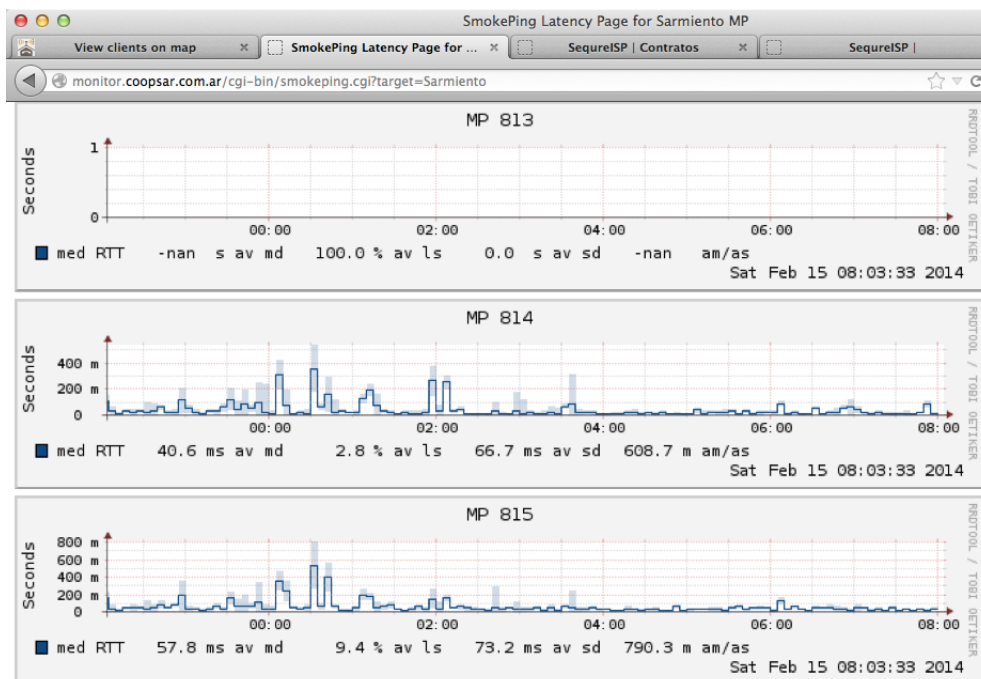 SmokePing Latency Page for Sarmiento MP
View clients on map × SmokePing Latency Page for ... × SequreISP | Contratos × SequreISP |
monitor.coopsar.com.ar/cgi-bin/smokeping.cgi?target=Sarmiento
MP 813
Seconds
1
0
00:00 02:00 04:00 06:00 08:00
med RTT -nan s av md 100.0 % av ls 0.0 s av sd -nan am/as
Sat Feb 15 08:03:33 2014
RRDTOOL / TOBI OETIKER
MP 814
Seconds
400 m
200 m
0
00:00 02:00 04:00 06:00 08:00
med RTT 40.6 ms av md 2.8 % av ls 66.7 ms av sd 608.7 m am/as
Sat Feb 15 08:03:33 2014
RRDTOOL / TOBI OETIKER
MP 815
Seconds
800 m
600 m
400 m
200 m
0
00:00 02:00 04:00 06:00 08:00
med RTT 57.8 ms av md 9.4 % av ls 73.2 ms av sd 790.3 m am/as
Sat Feb 15 08:03:33 2014
RRDTOOL / TOBI OETIKER